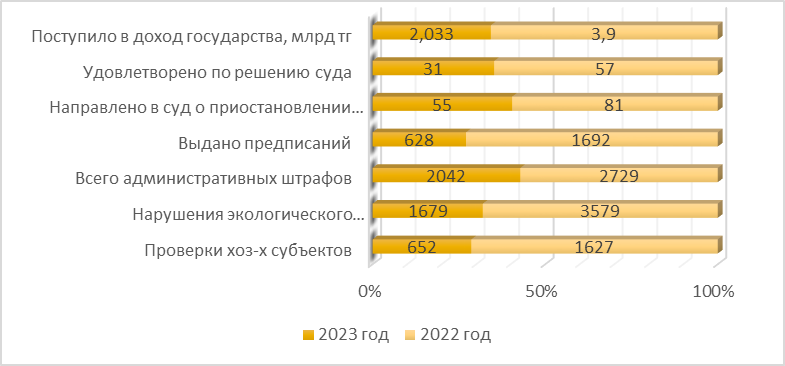 Поступило в доход государства, млрд тг 2,033 3,9
Удовлетворено по решению суда 31 57
Направлено в суд о приостановлении... 55 81
Выдано предписаний 628 1692
Всего административных штрафов 2042 2729
Нарушения экологического... 1679 3579
Проверки хоз-х субъектов 652 1627
0% 50% 100%
2023 год 2022 год